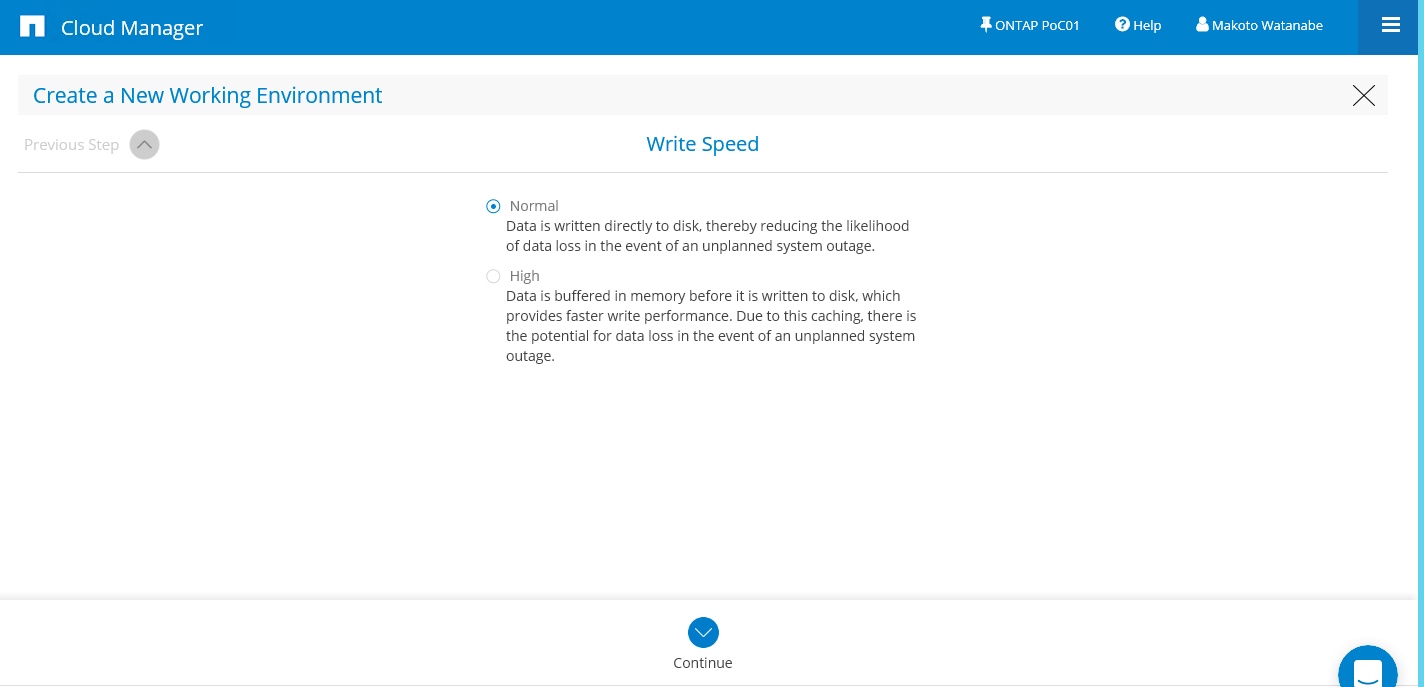 Cloud Manager
ONTAP PoC01
Help
Makoto Watanabe
Create a New Working Environment
Previous Step
Write Speed
Normal
Data is written directly to disk, thereby reducing the likelihood
of data loss in the event of an unplanned system outage.
High
Data is buffered in memory before it is written to disk, which
provides faster write performance. Due to this caching, there is
the potential for data loss in the event of an unplanned system
outage.
Continue